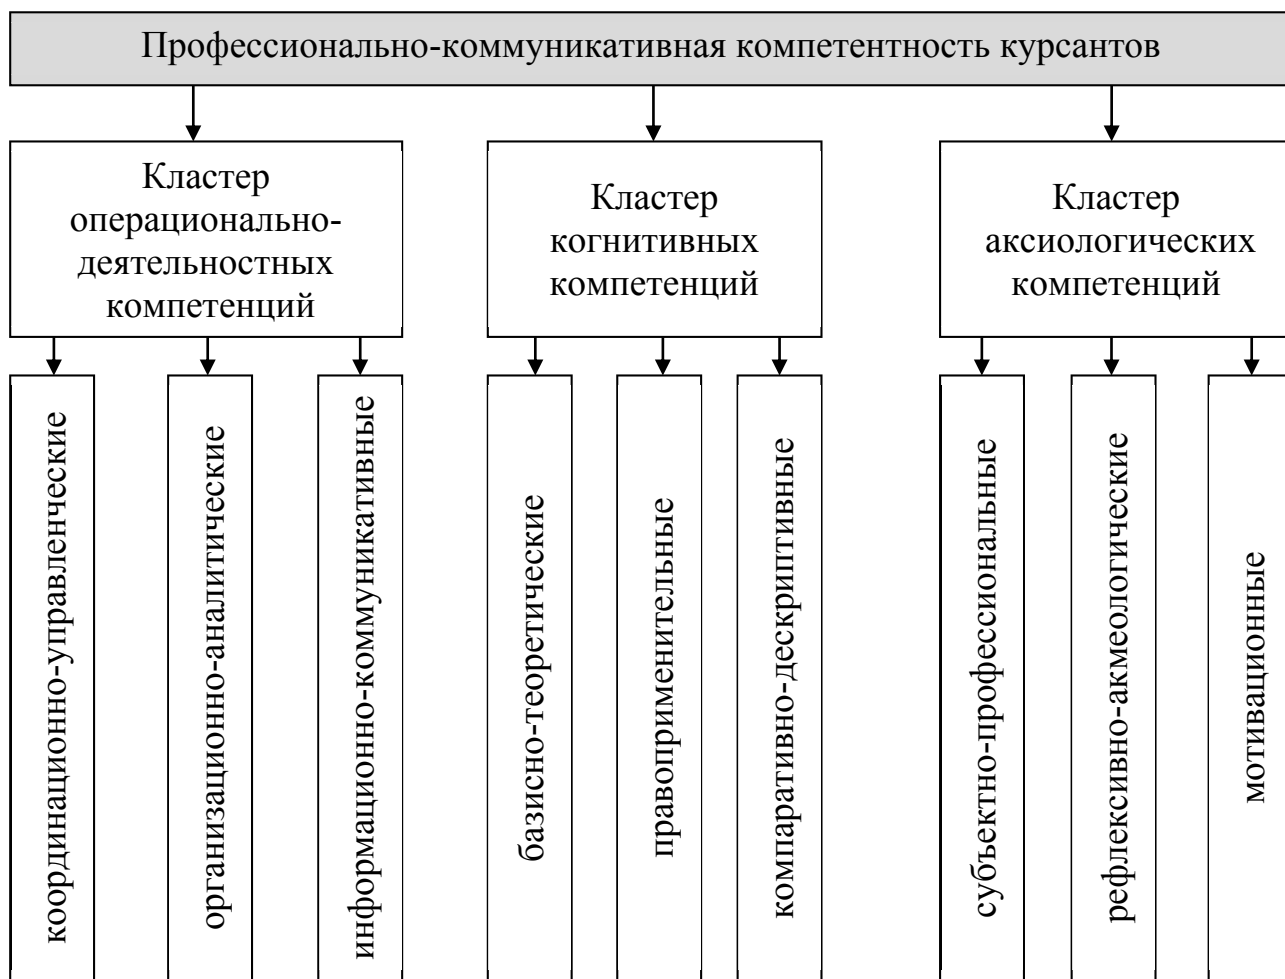 Профессионально-коммуникативная компетентность курсантов
Кластер
операционально-
деятельностных
компетенций
Кластер
когнитивных
компетенций
Кластер
аксиологических
компетенций
координационно-управленческие
организационно-аналитические
информационно-коммуникативные
базисно-теоретические
правоприменительные
компаративно-дескриптивные
субъектно-профессиональные
рефлексивно-акмеологические
мотивационные